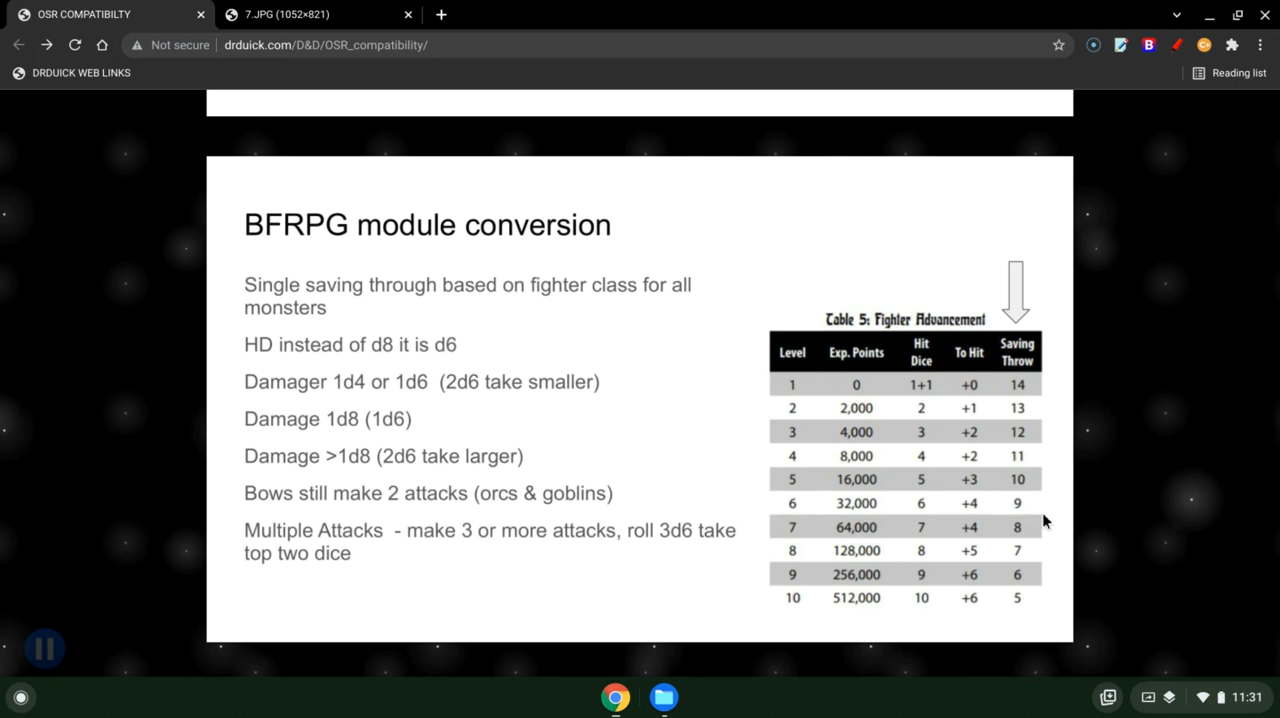 OSR COMPATIBILTY
7.JPG (1052×821)
Not secure
drduick.com/D&D/OSR_compatibility/
DRDUICK WEB LINKS
Reading list
BFRPG module conversion
Single saving through based on fighter class for all
monsters
HD instead of d8 it is d6
Damager 1d4 or 1d6 (2d6 take smaller)
Damage 1d8 (1d6)
Damage >1d8 (2d6 take larger)
Bows still make 2 attacks (orcs & goblins)
Multiple Attacks - make 3 or more attacks, roll 3d6 take
top two dice
Table 5: Fighter Advancement
Level Exp. Points Hit Dice To Hit Saving Throw
1 0 1+1 +0 14
2 2,000 2 +1 13
3 4,000 3 +2 12
4 8,000 4 +2 11
5 16,000 5 +3 10
6 32,000 6 +4 9
7 64,000 7 +4 8
8 128,000 8 +5 7
9 256,000 9 +6 6
10 512,000 10 +6 5
11:31